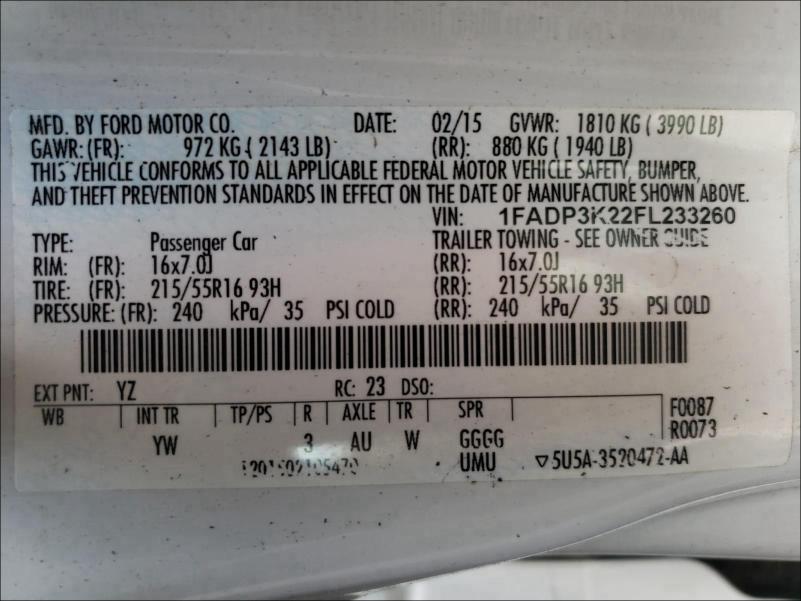 MFD. BY FORD MOTOR CO. DATE: 02/15 GVWR: 1810 KG ( 3990 LB)
GAWR: (FR): 972 KG ( 2143 LB) (RR): 880 KG ( 1940 LB)
THIS VEHICLE CONFORMS TO ALL APPLICABLE FEDERAL MOTOR VEHICLE SAFETY, BUMPER,
AND THEFT PREVENTION STANDARDS IN EFFECT ON THE DATE OF MANUFACTURE SHOWN ABOVE.
VIN: 1FADP3K22FL233260
TYPE: Passenger Car TRAILER TOWING - SEE OWNER GUIDE
RIM: (FR): 16x7.0J (RR): 16x7.0J
TIRE: (FR): 215/55R16 93H (RR): 215/55R16 93H
PRESSURE: (FR): 240 kPa/ 35 PSI COLD (RR): 240 kPa/ 35 PSI COLD
EXT PNT: YZ RC: 23 DSO:
WB INT TR TP/PS R AXLE TR SPR F0087
R0073
YW 3 AU W GGGG
UMU ▽5U5A-3520472-AA